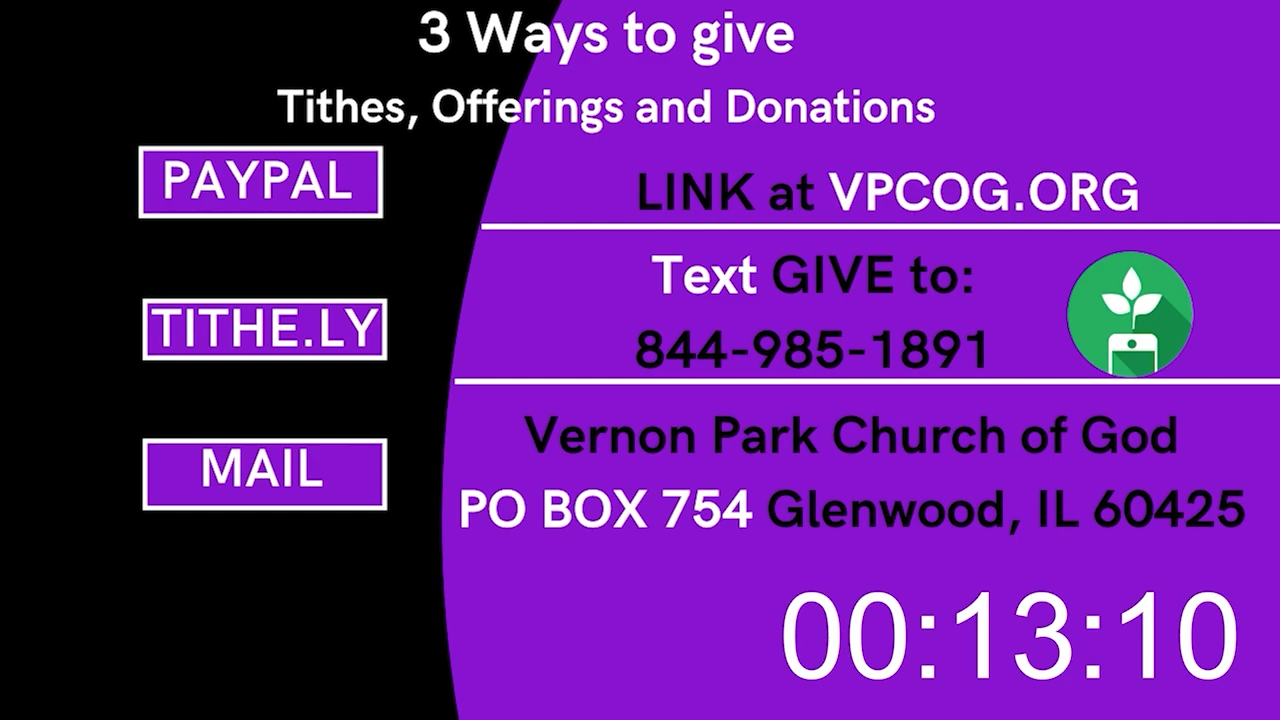 3 Ways to give
Tithes, Offerings and Donations
PAYPAL
LINK at VPCOG.ORG
TITHE.LY
Text GIVE to:
844-985-1891
MAIL
Vernon Park Church of God
PO BOX 754 Glenwood, IL 60425
00:13:10